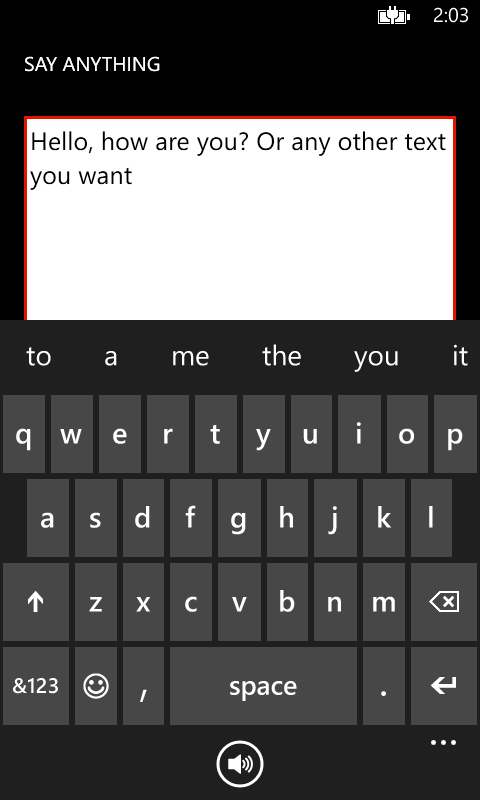 2:03
SAY ANYTHING
Hello, how are you? Or any other text
you want
to a me the you it
q w e r t y u i o p
a s d f g h j k l
z x c v b n m
&123 , space .